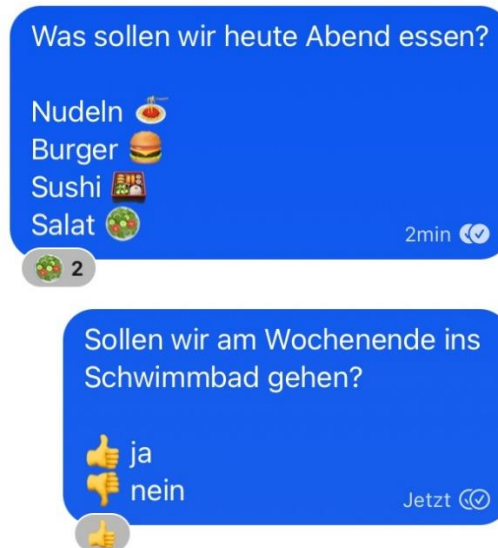 Was sollen wir heute Abend essen?
Nudeln 🍝
Burger 🍔
Sushi 🍱
Salat 🥗
2min
🥗 2
Sollen wir am Wochenende ins
Schwimmbad gehen?
👍 ja
👎 nein
Jetzt
👍